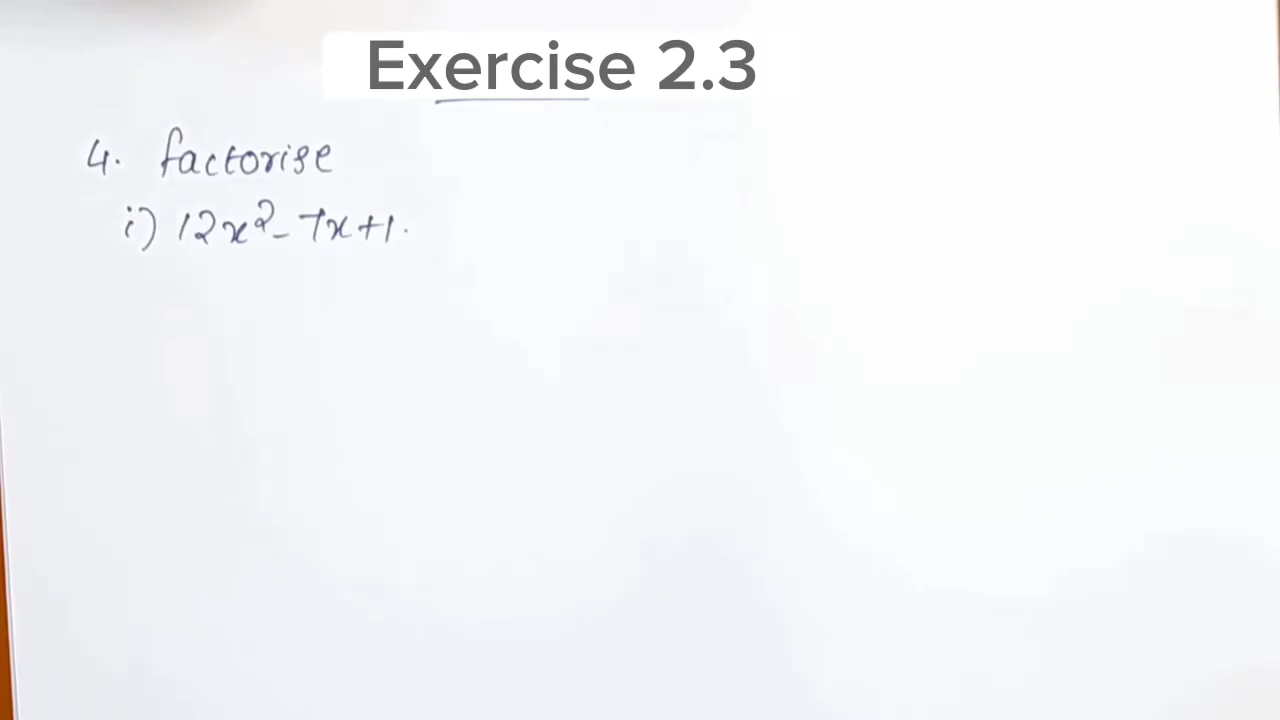 Exercise 2.3
4. factorise
i) 12x² - 7x + 1.